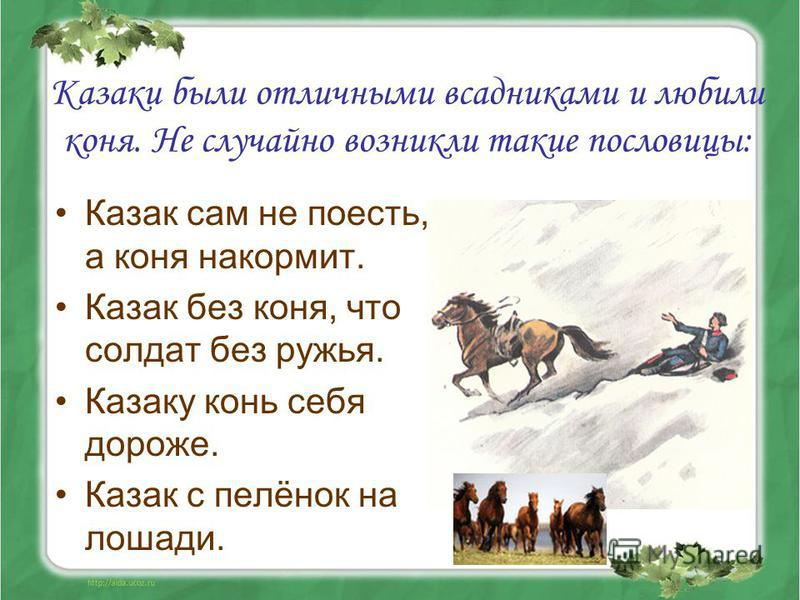 Казаки были отличными всадниками и любили
коня. Не случайно возникли такие пословицы:
• Казак сам не поесть,
а коня накормит.
• Казак без коня, что
солдат без ружья.
• Казаку конь себя
дороже.
• Казак с пелёнок на
лошади.
MyShared
http://aida.ucoz.ru